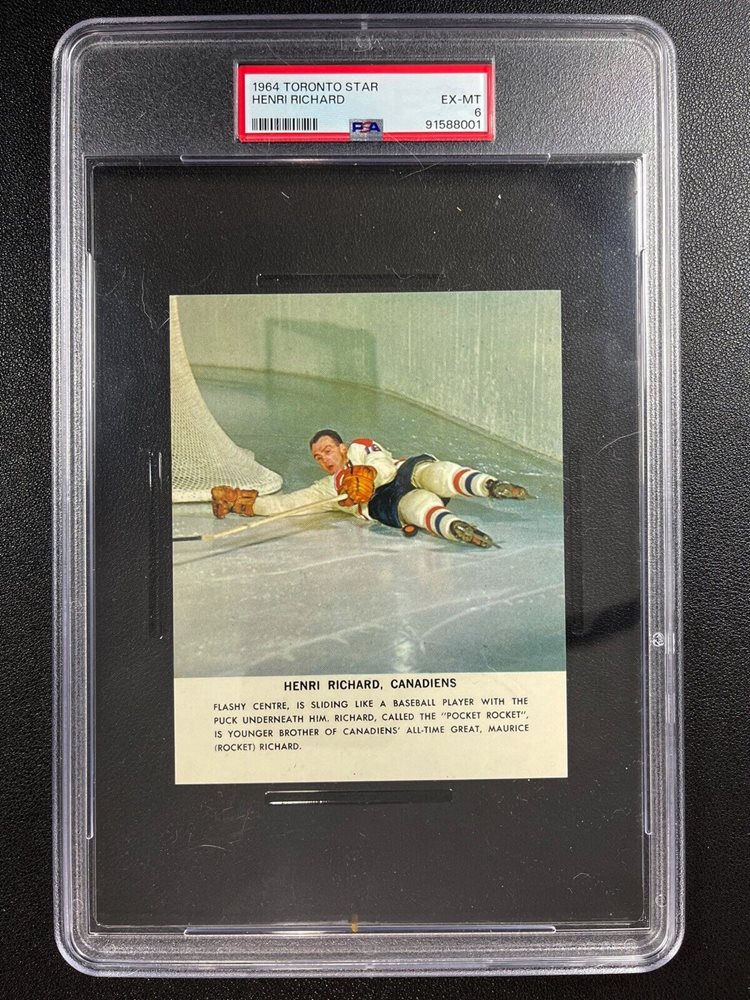 1964 TORONTO STAR
HENRI RICHARD EX-MT
6
PSA 91588001
HENRI RICHARD, CANADIENS
FLASHY CENTRE, IS SLIDING LIKE A BASEBALL PLAYER WITH THE
PUCK UNDERNEATH HIM. RICHARD, CALLED THE "POCKET ROCKET",
IS YOUNGER BROTHER OF CANADIENS' ALL-TIME GREAT, MAURICE
(ROCKET) RICHARD.